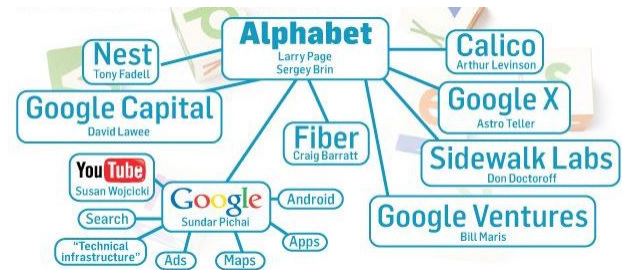 Alphabet
Larry Page
Sergey Brin
Nest
Tony Fadell
Calico
Arthur Levinson
Google Capital
David Lawee
Google X
Astro Teller
Fiber
Craig Barratt
Sidewalk Labs
Don Doctoroff
YouTube
Susan Wojcicki
Google
Sundar Pichai
Android
Google Ventures
Bill Maris
Search
Apps
"Technical
infrastructure"
Ads
Maps